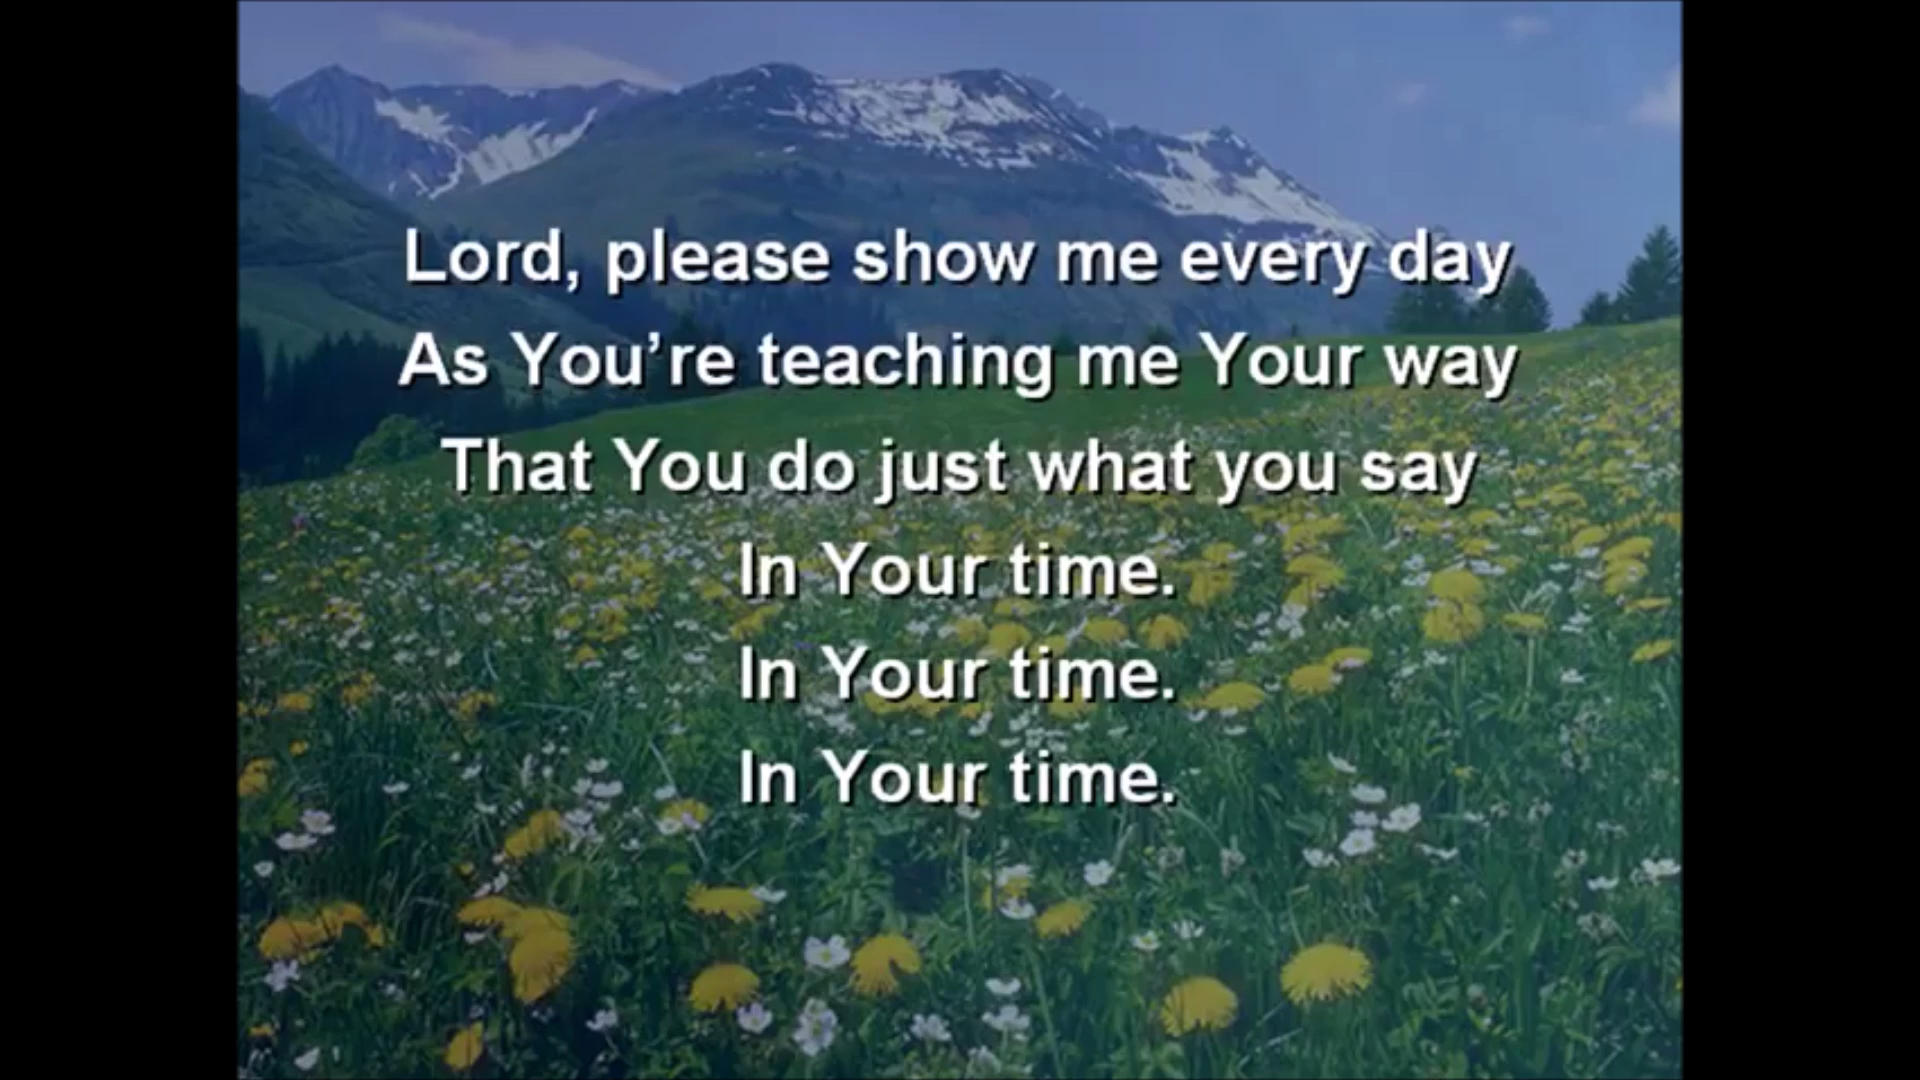 Lord, please show me every day
As You’re teaching me Your way
That You do just what you say
In Your time.
In Your time.
In Your time.